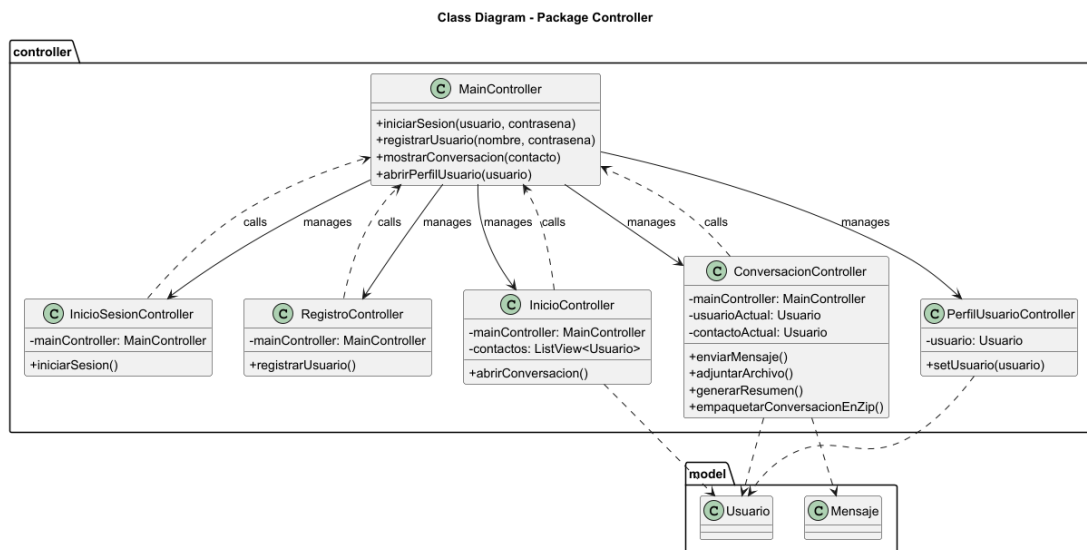 Class Diagram - Package Controller
controller
C MainController
+iniciarSesion(usuario, contrasena)
+registrarUsuario(nombre, contrasena)
+mostrarConversacion(contacto)
+abrirPerfilUsuario(usuario)
calls
manages
calls
manages
manages
calls
manages
calls
manages
C InicioSesionController
-mainController: MainController
+iniciarSesion()
C RegistroController
-mainController: MainController
+registrarUsuario()
C InicioController
-mainController: MainController
-contactos: ListView<Usuario>
+abrirConversacion()
C ConversacionController
-mainController: MainController
-usuarioActual: Usuario
-contactoActual: Usuario
+enviarMensaje()
+adjuntarArchivo()
+generarResumen()
+empaquetarConversacionEnZip()
C PerfilUsuarioController
-usuario: Usuario
+setUsuario(usuario)
model
C Usuario
C Mensaje